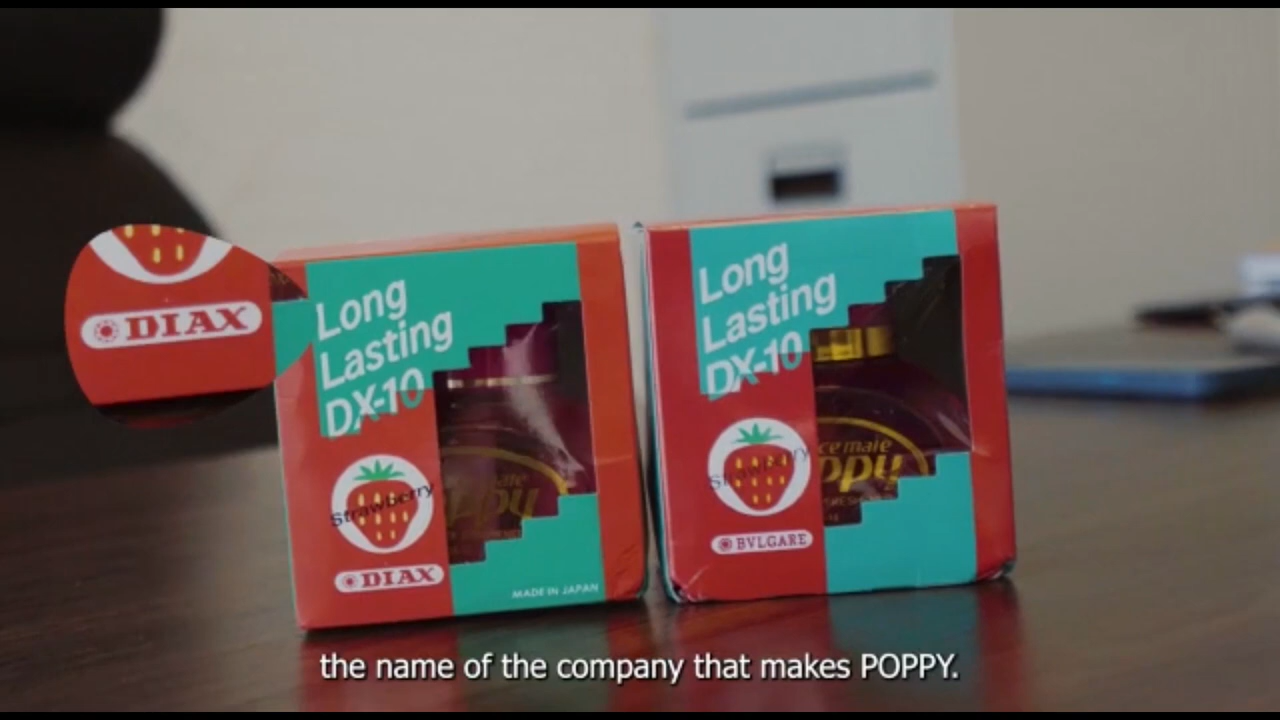 DIAX
Long
Lasting
DX-10
Strawberry
DIAX
MADE IN JAPAN
Long
Lasting
DX-10
Strawberry
BVLGARE
the name of the company that makes POPPY.